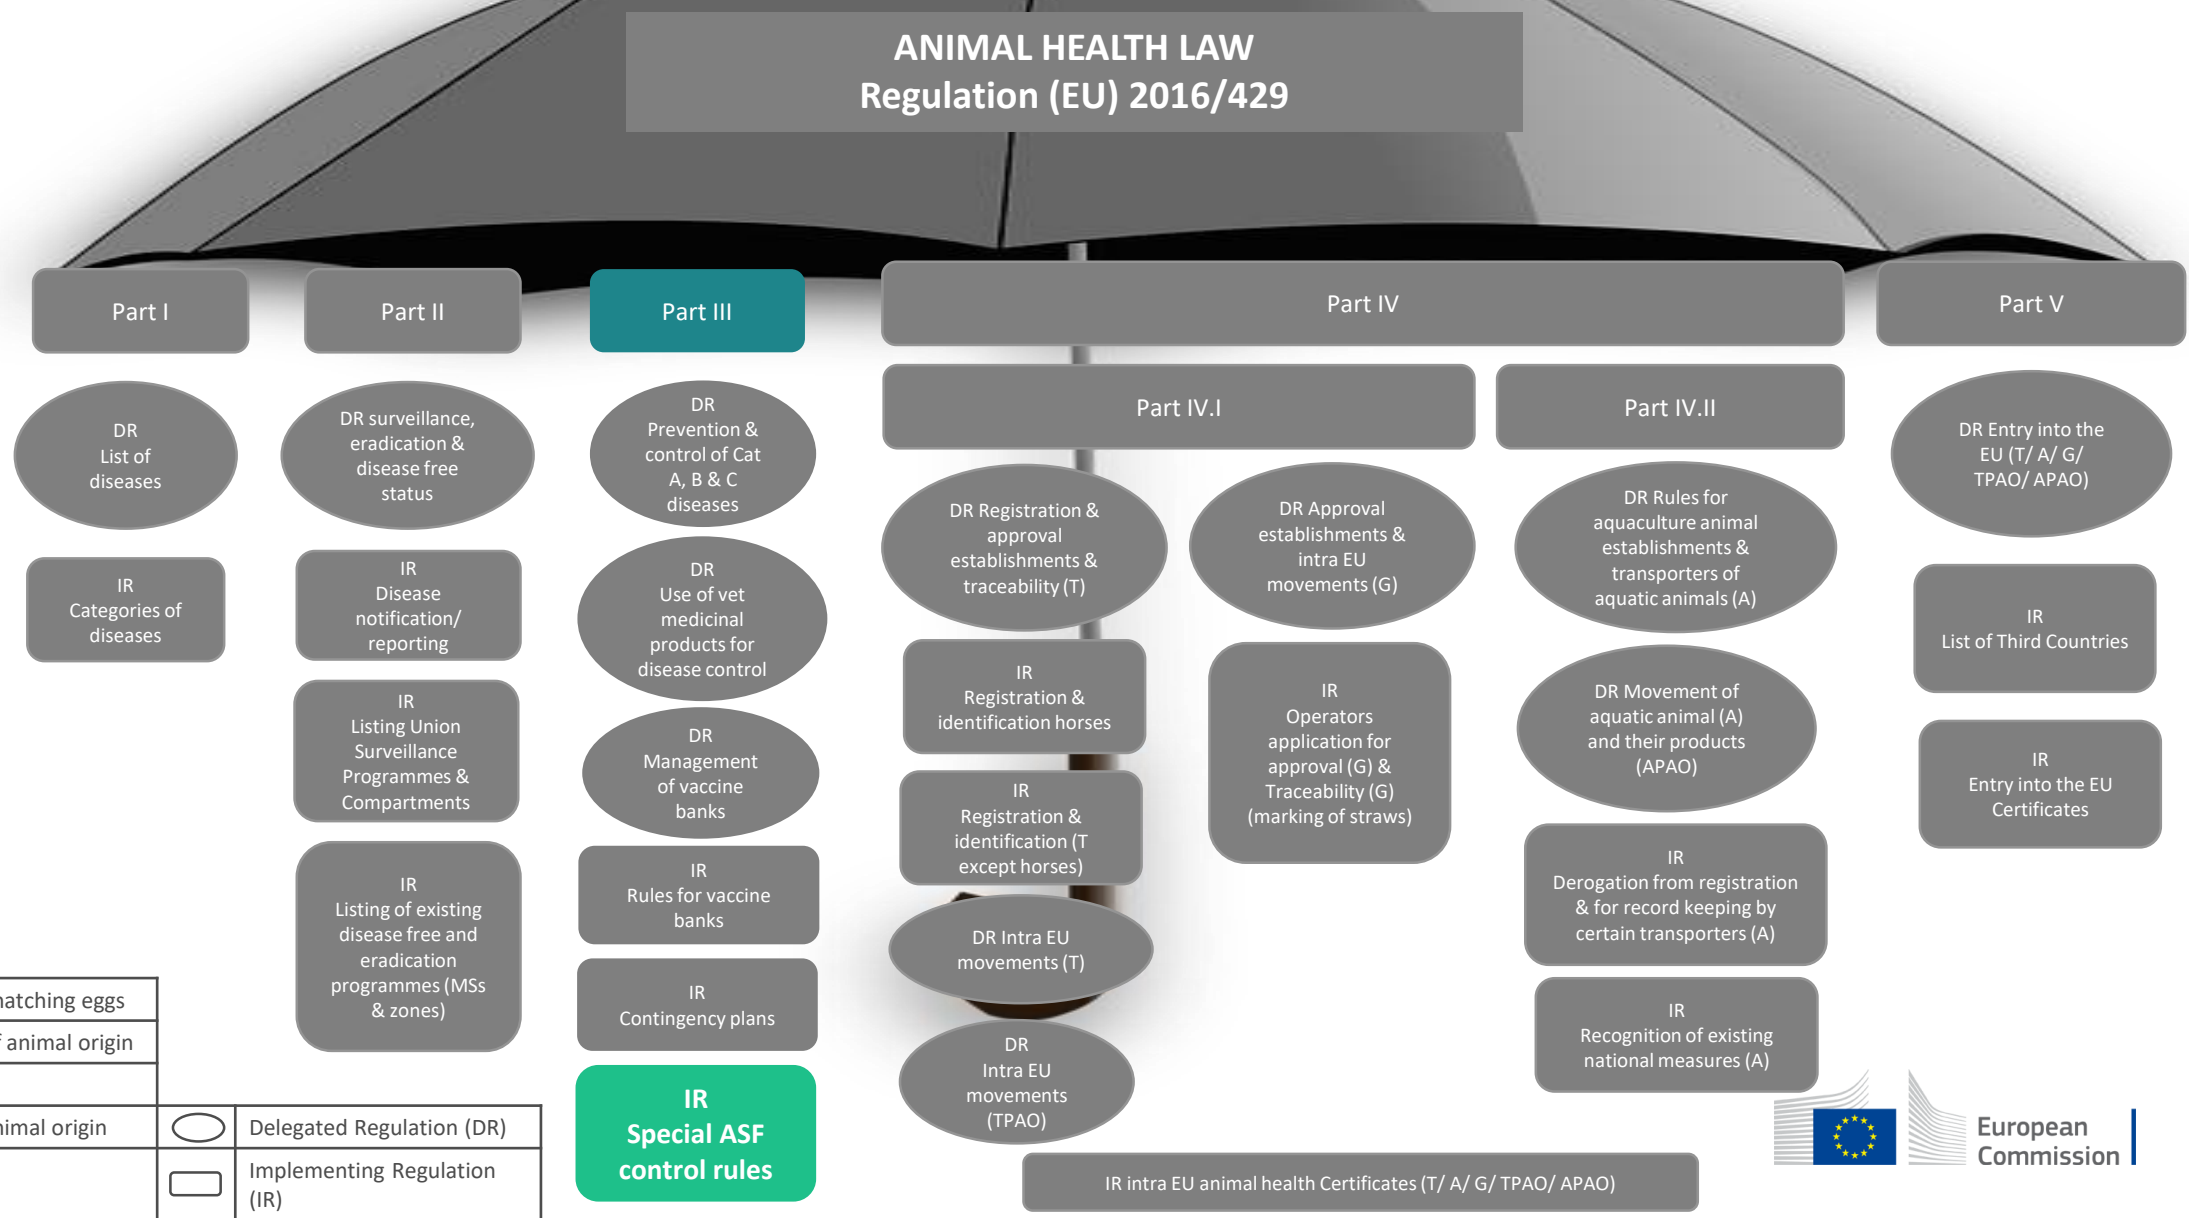 ANIMAL HEALTH LAW
Regulation (EU) 2016/429
Part I
DR
List of
diseases
IR
Categories of
diseases
Part II
DR surveillance,
eradication &
disease free
status
IR
Disease
notification/
reporting
IR
Listing Union
Surveillance
Programmes &
Compartments
IR
Listing of existing
disease free and
eradication
programmes (MSs
& zones)
Part III
DR
Prevention &
control of Cat
A, B & C
diseases
DR
Use of vet
medicinal
products for
disease control
DR
Management
of vaccine
banks
IR
Rules for vaccine
banks
IR
Contingency plans
IR
Special ASF
control rules
Part IV
Part IV.I
DR Registration &
approval
establishments &
traceability (T)
IR
Registration &
identification horses
IR
Registration &
identification (T
except horses)
DR Intra EU
movements (T)
DR
Intra EU
movements
(TPAO)
DR Approval
establishments &
intra EU
movements (G)
IR
Operators
application for
approval (G) &
Traceability (G)
(marking of straws)
Part IV.II
DR Rules for
aquaculture animal
establishments &
transporters of
aquatic animals (A)
DR Movement of
aquatic animal (A)
and their products
(APAO)
IR
Derogation from registration
& for record keeping by
certain transporters (A)
IR
Recognition of existing
national measures (A)
IR intra EU animal health Certificates (T/ A/ G/ TPAO/ APAO)
Part V
DR Entry into the
EU (T/ A/ G/
TPAO/ APAO)
IR
List of Third Countries
IR
Entry into the EU
Certificates
hatching eggs
animal origin
origin
Delegated Regulation (DR)
Implementing Regulation
(IR)
European
Commission